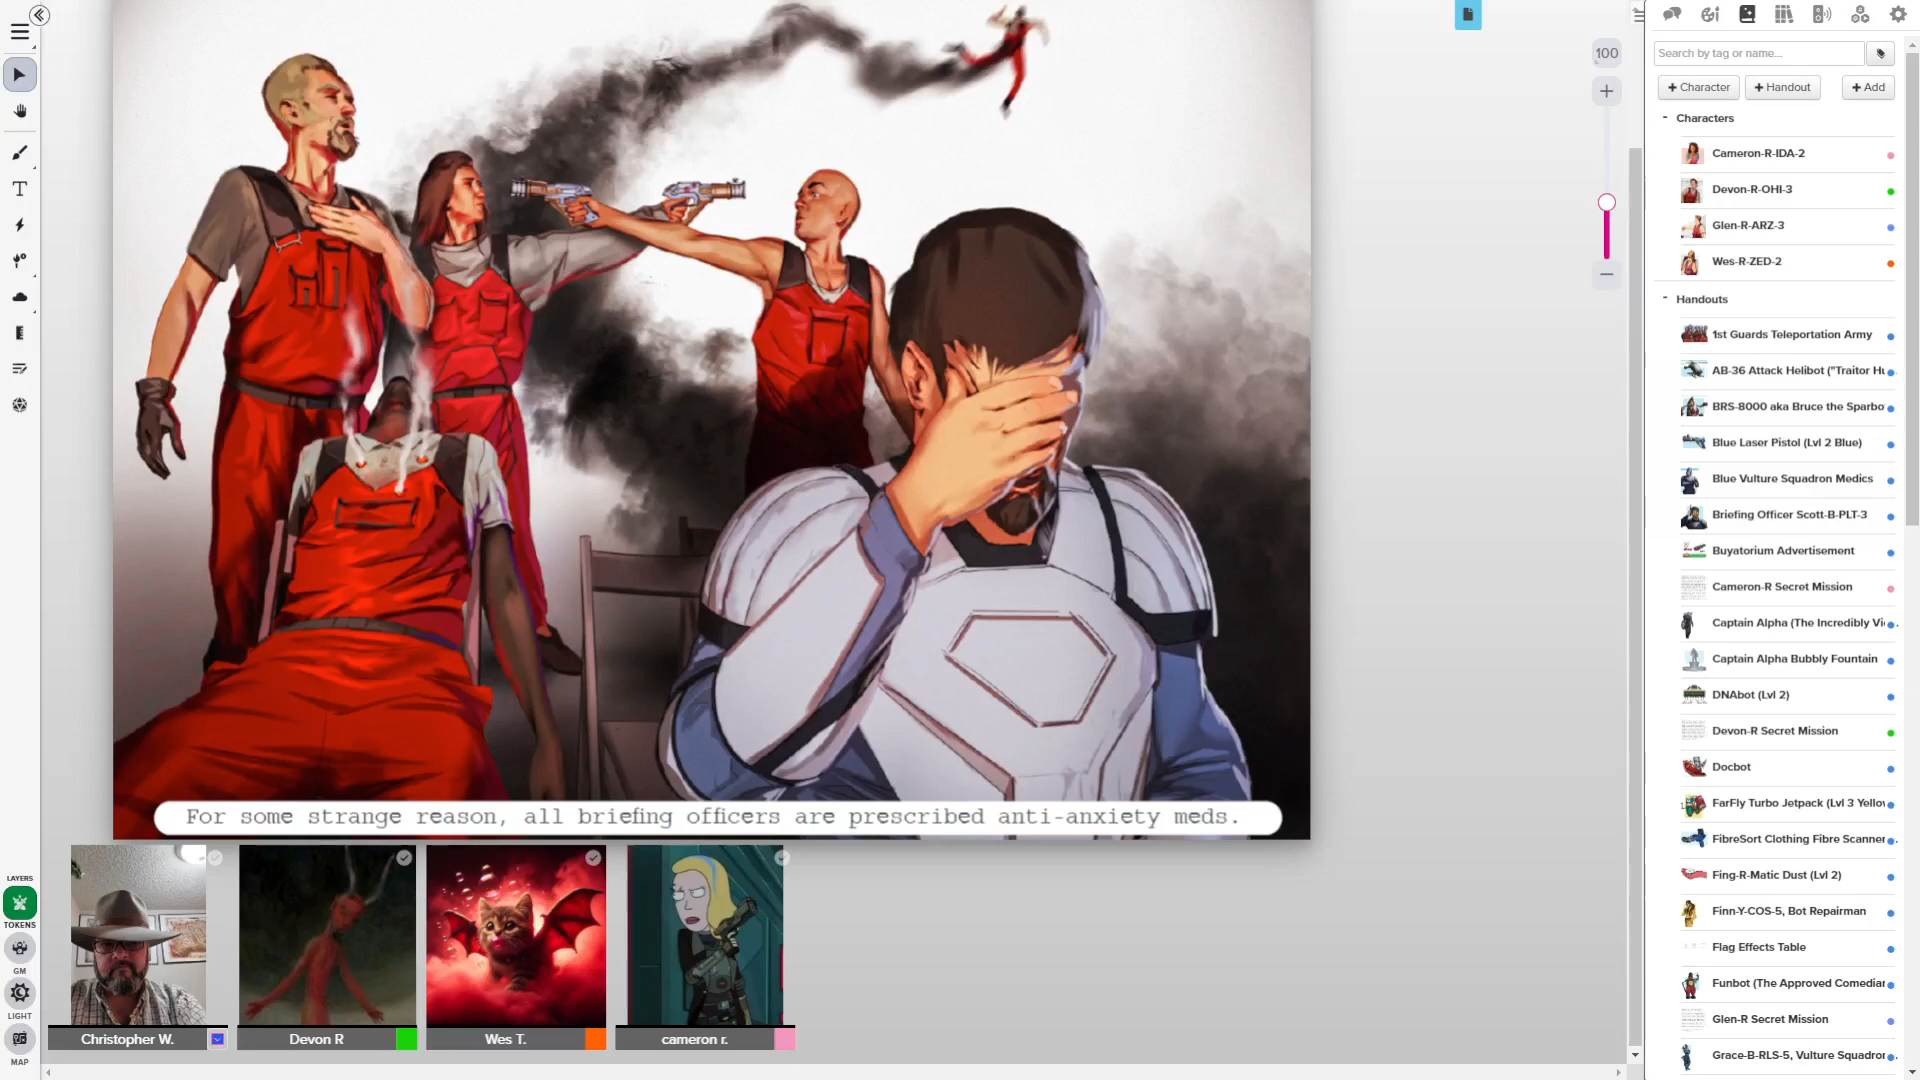 100
Search by tag or name...
+ Character
+ Handout
+ Add
Characters
Cameron-R-IDA-2
Devon-R-OHI-3
Glen-R-ARZ-3
Wes-R-ZED-2
Handouts
1st Guards Teleportation Army
AB-36 Attack Helibot ("Traitor Hu
BRS-8000 aka Bruce the Sparbo
Blue Laser Pistol (Lvl 2 Blue)
Blue Vulture Squadron Medics
Briefing Officer Scott-B-PLT-3
Buyatorium Advertisement
Cameron-R Secret Mission
Captain Alpha (The Incredibly Vi
Captain Alpha Bubbly Fountain
DNAbot (Lvl 2)
Devon-R Secret Mission
Docbot
FarFly Turbo Jetpack (Lvl 3 Yellov
FibreSort Clothing Fibre Scanner
Fing-R-Matic Dust (Lvl 2)
Finn-Y-COS-5, Bot Repairman
Flag Effects Table
Funbot (The Approved Comedian
Glen-R Secret Mission
Grace-B-RLS-5, Vulture Squadror
For some strange reason, all briefing officers are prescribed anti-anxiety meds.
LAYERS
TOKENS
GM
LIGHT
MAP
Christopher W.
Devon R
Wes T.
cameron r.